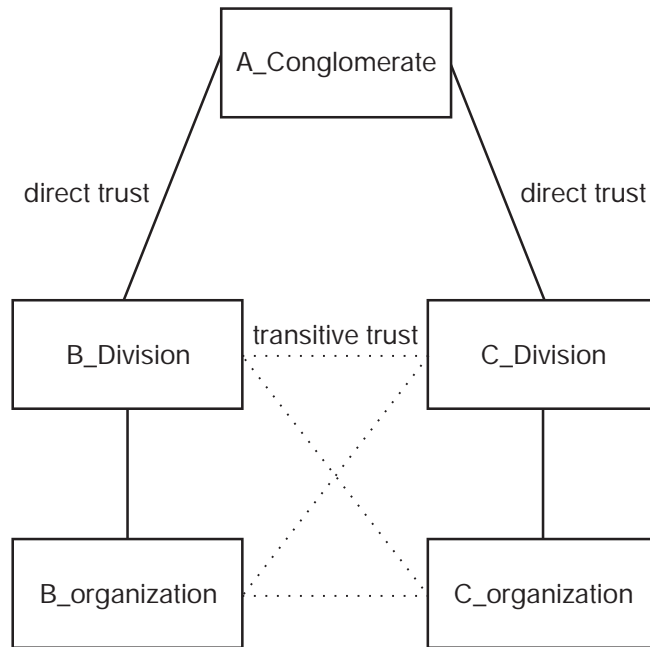 A_Conglomerate
direct trust
direct trust
transitive trust
B_Division
C_Division
B_organization
C_organization